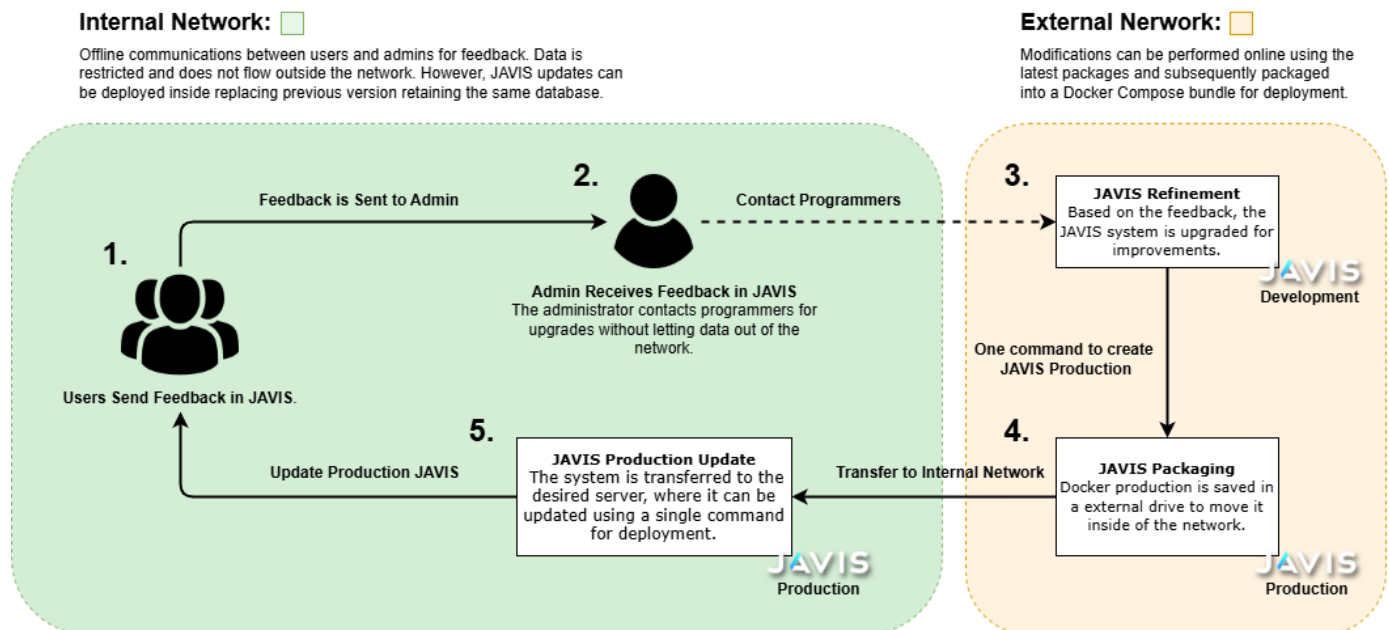 Internal Network:
Offline communications between users and admins for feedback. Data is
restricted and does not flow outside the network. However, JAVIS updates can
be deployed inside replacing previous version retaining the same database.
External Nerwork:
Modifications can be performed online using the
latest packages and subsequently packaged
into a Docker Compose bundle for deployment.
1.
Users Send Feedback in JAVIS.
Feedback is Sent to Admin
2.
Admin Receives Feedback in JAVIS
The administrator contacts programmers for
upgrades without letting data out of the
network.
Contact Programmers
3.
JAVIS Refinement
Based on the feedback, the
JAVIS system is upgraded for
improvements.
JAVIS
Development
One command to create
JAVIS Production
4.
JAVIS Packaging
Docker production is saved in
a external drive to move it
inside of the network.
JAVIS
Production
Transfer to Internal Network
5.
JAVIS Production Update
The system is transferred to the
desired server, where it can be
updated using a single command
for deployment.
JAVIS
Production
Update Production JAVIS